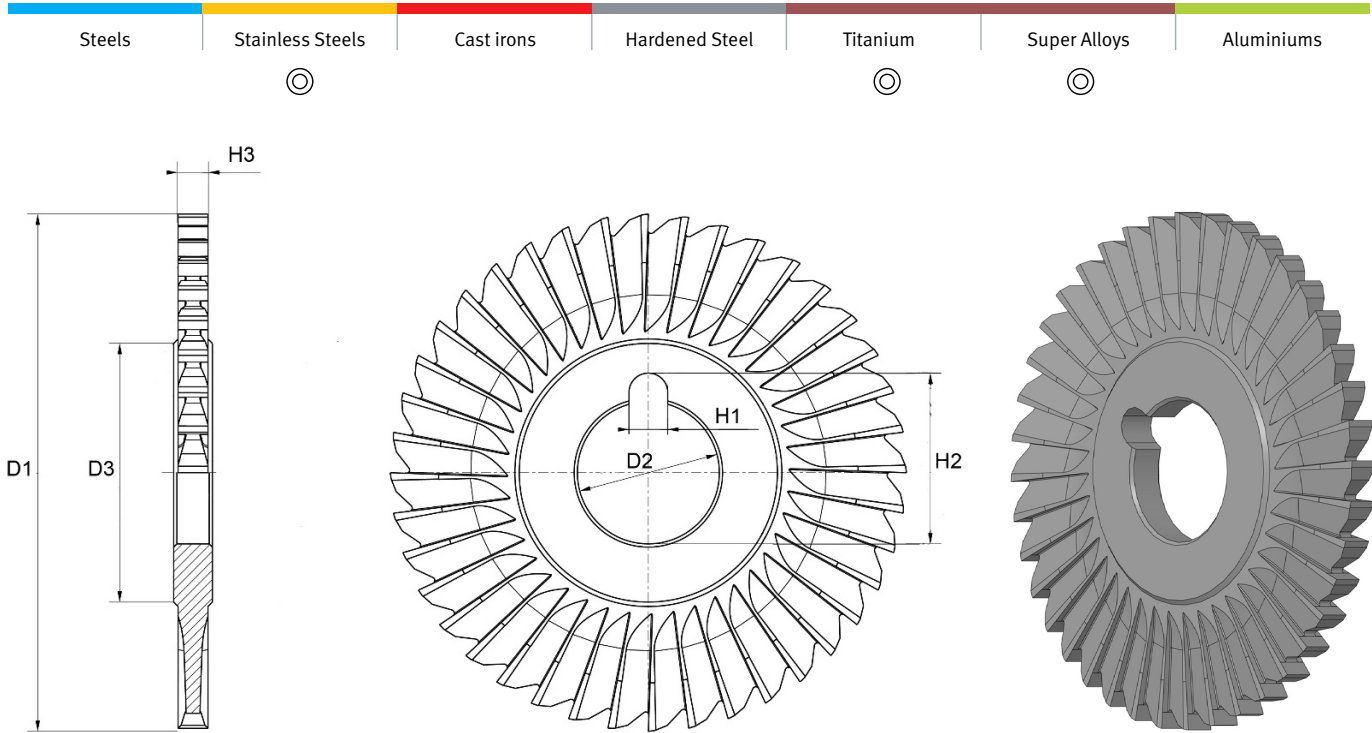 Steels Stainless Steels Cast irons Hardened Steel Titanium Super Alloys Aluminiums
H3
D1
D3
H1
D2
H2